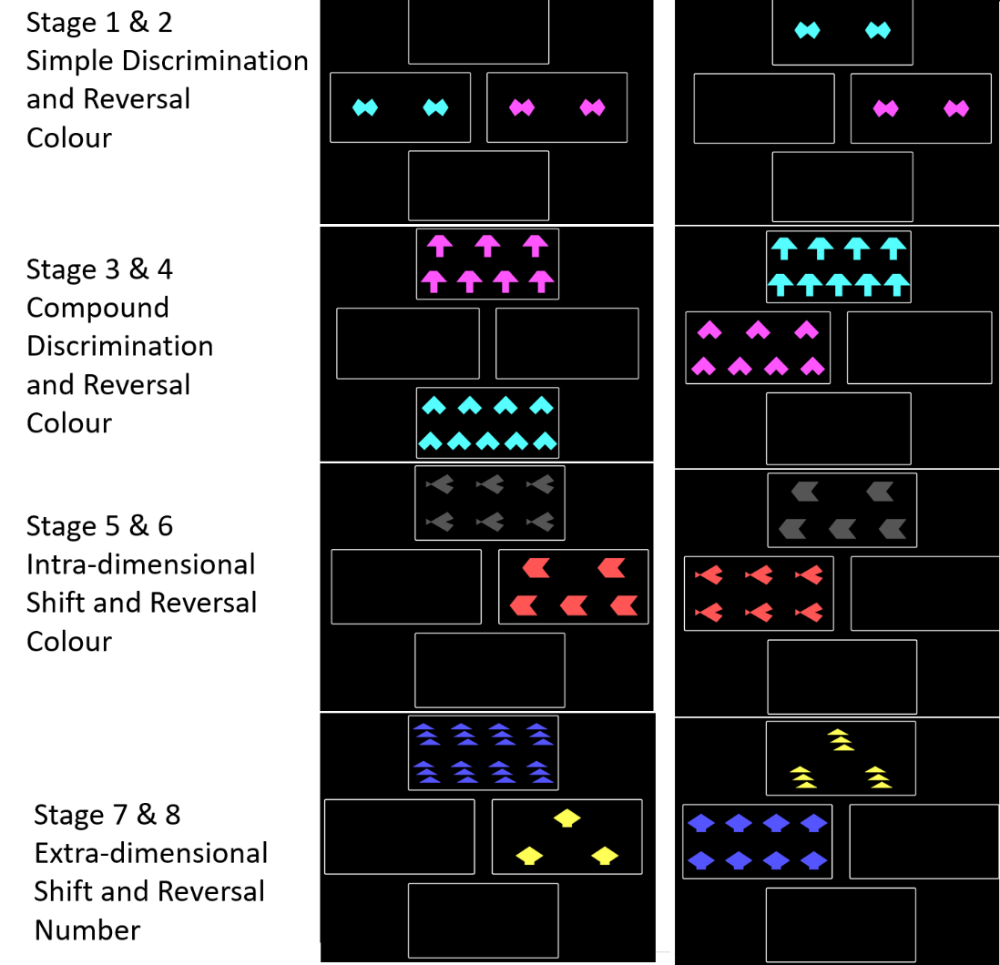 Stage 1 & 2
Simple Discrimination
and Reversal
Colour
Stage 3 & 4
Compound
Discrimination
and Reversal
Colour
Stage 5 & 6
Intra-dimensional
Shift and Reversal
Colour
Stage 7 & 8
Extra-dimensional
Shift and Reversal
Number